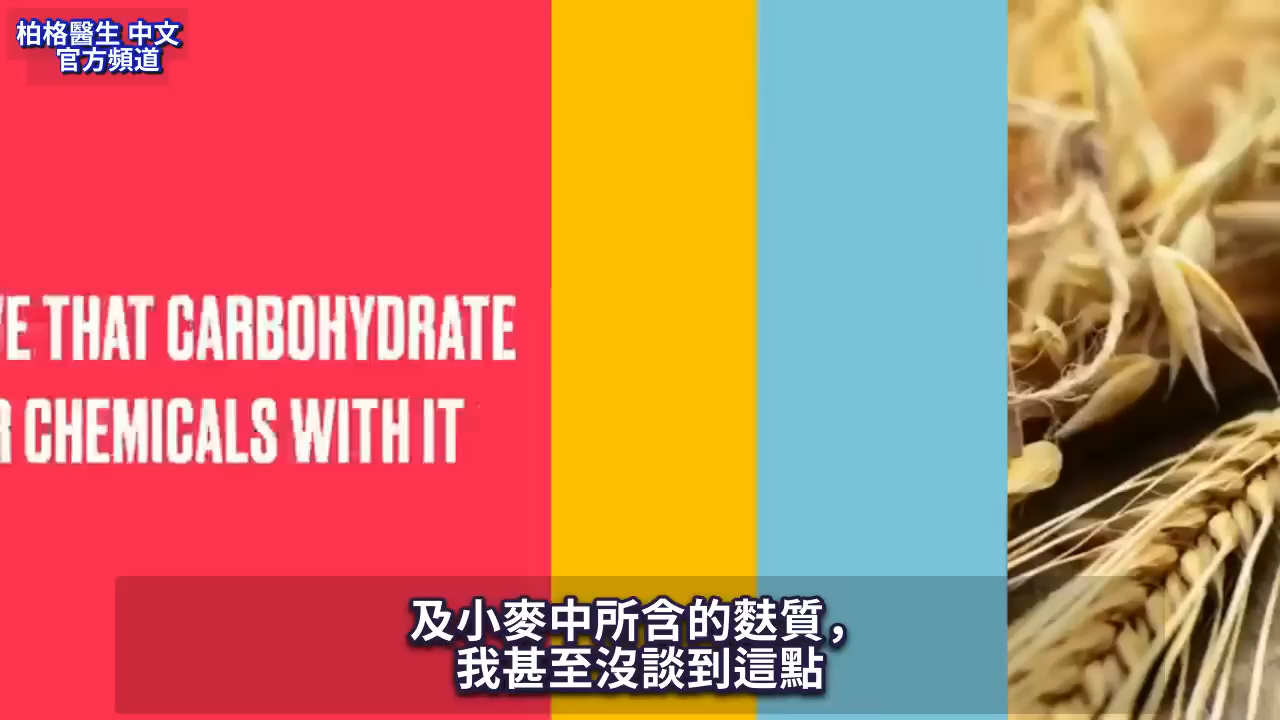 柏格醫生 中文
官方頻道
THAT CARBOHYDRATE
CHEMICALS WITH IT
及小麥中所含的麩質，
我甚至沒談到這點